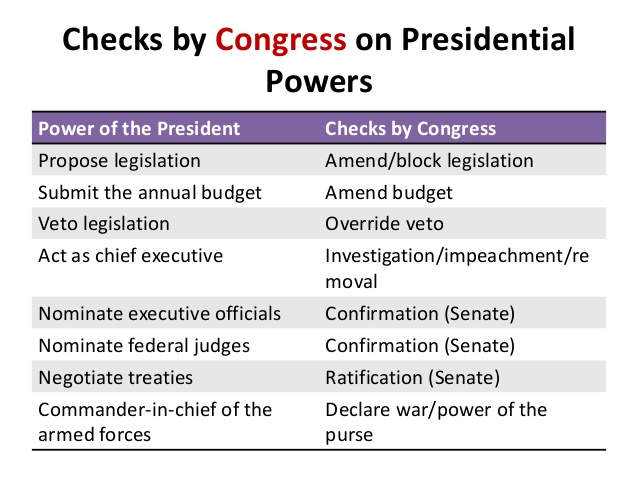 Checks by Congress on Presidential
Powers
Power of the President Checks by Congress
Propose legislation Amend/block legislation
Submit the annual budget Amend budget
Veto legislation Override veto
Act as chief executive Investigation/impeachment/re
moval
Nominate executive officials Confirmation (Senate)
Nominate federal judges Confirmation (Senate)
Negotiate treaties Ratification (Senate)
Commander-in-chief of the Declare war/power of the
armed forces purse